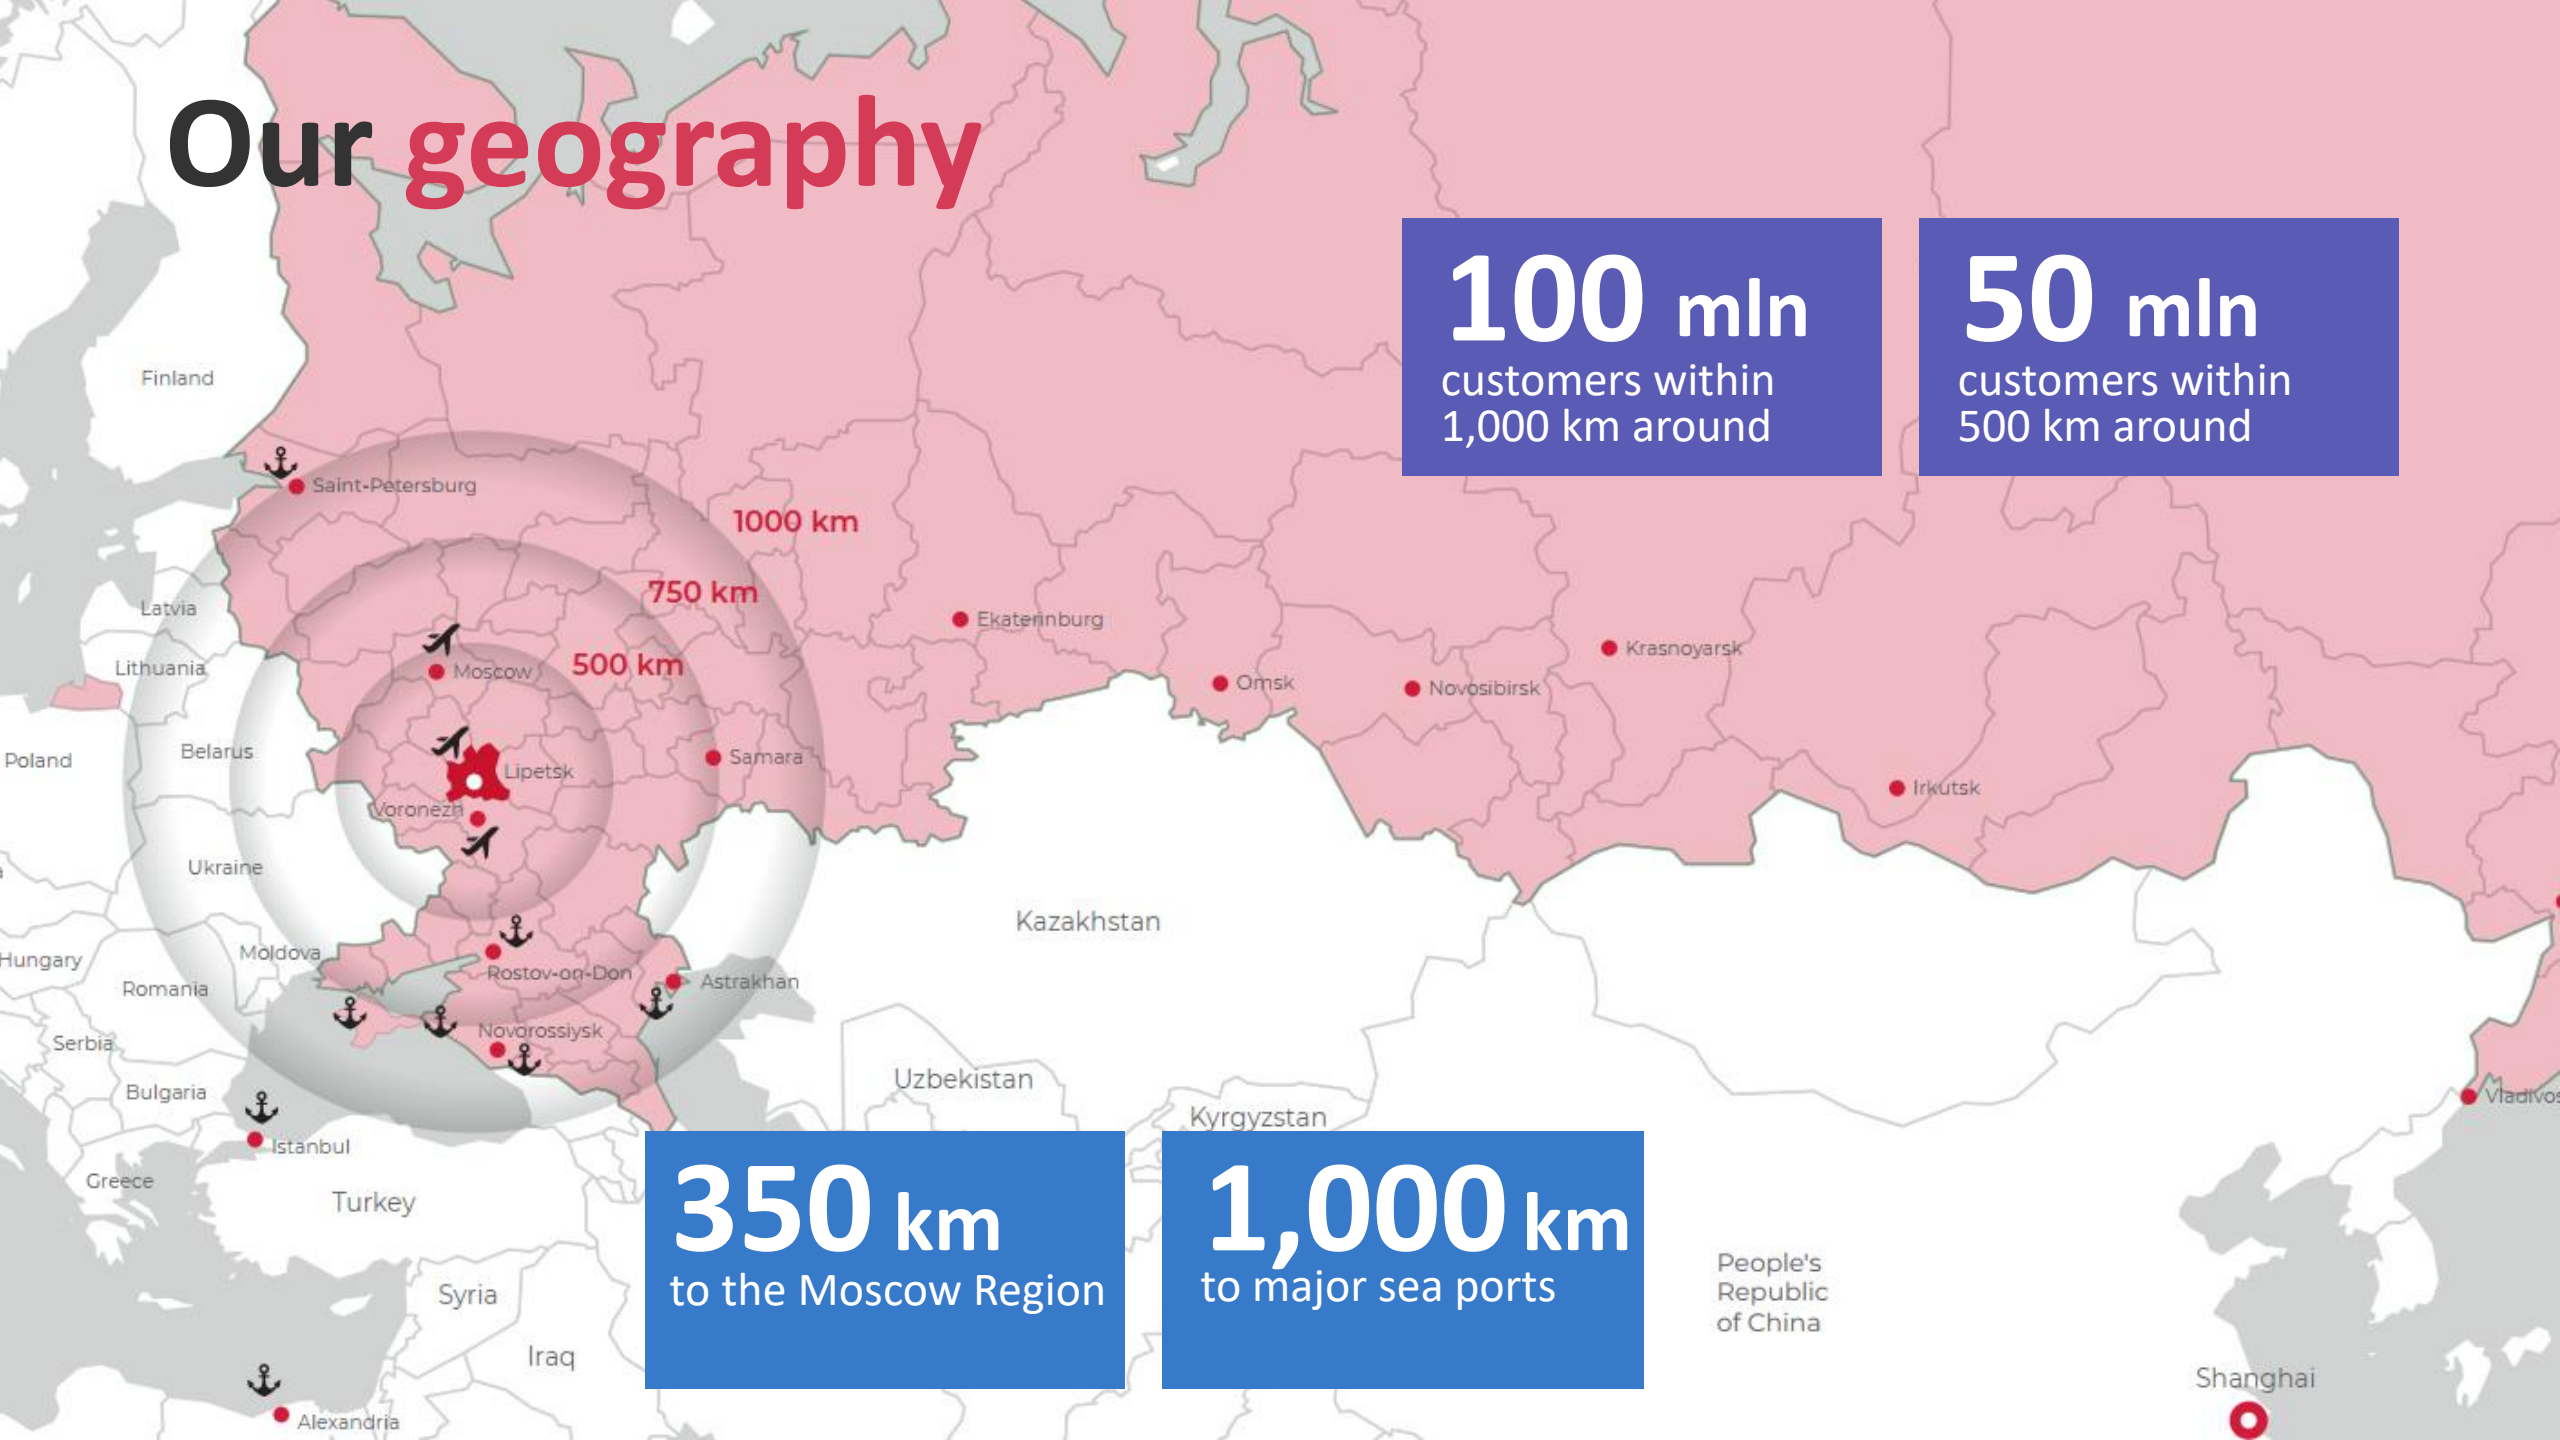 Our geography
100 mln
customers within
1,000 km around
50 mln
customers within
500 km around
Finland
Saint-Petersburg
1000 km
750 km
Latvia
Ekaterinburg
Krasnoyarsk
Lithuania
Moscow
500 km
Omsk
Novosibirsk
Poland
Belarus
Samara
Lipetsk
Irkutsk
Voronezh
Ukraine
Kazakhstan
Hungary
Moldova
Rostov-on-Don
Astrakhan
Romania
Novorossiysk
Serbia
Bulgaria
Uzbekistan
Kyrgyzstan
Istanbul
Greece
Turkey
350 km
to the Moscow Region
1,000 km
to major sea ports
Syria
Iraq
People's
Republic
of China
Shanghai
Alexandria